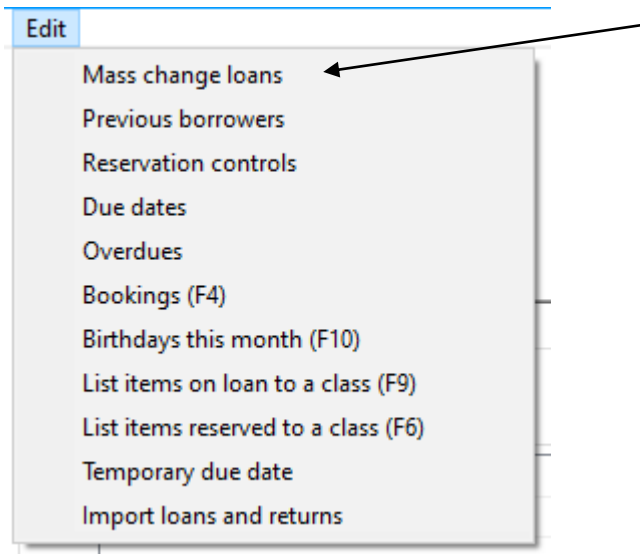 Edit
Mass change loans
Previous borrowers
Reservation controls
Due dates
Overdues
Bookings (F4)
Birthdays this month (F10)
List items on loan to a class (F9)
List items reserved to a class (F6)
Temporary due date
Import loans and returns